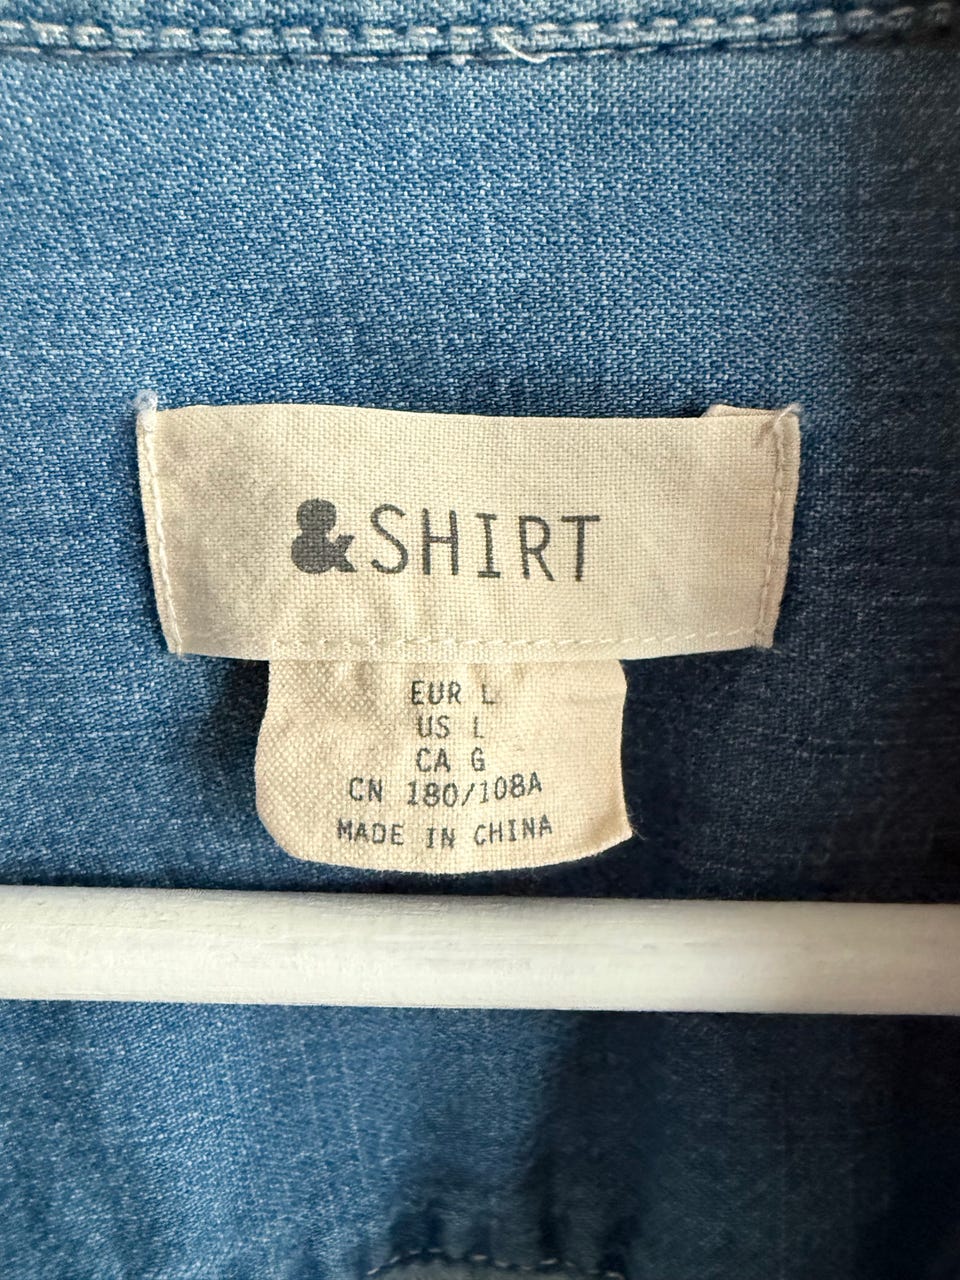 &SHIRT
EUR L
US L
CA G
CN 180/108A
MADE IN CHINA